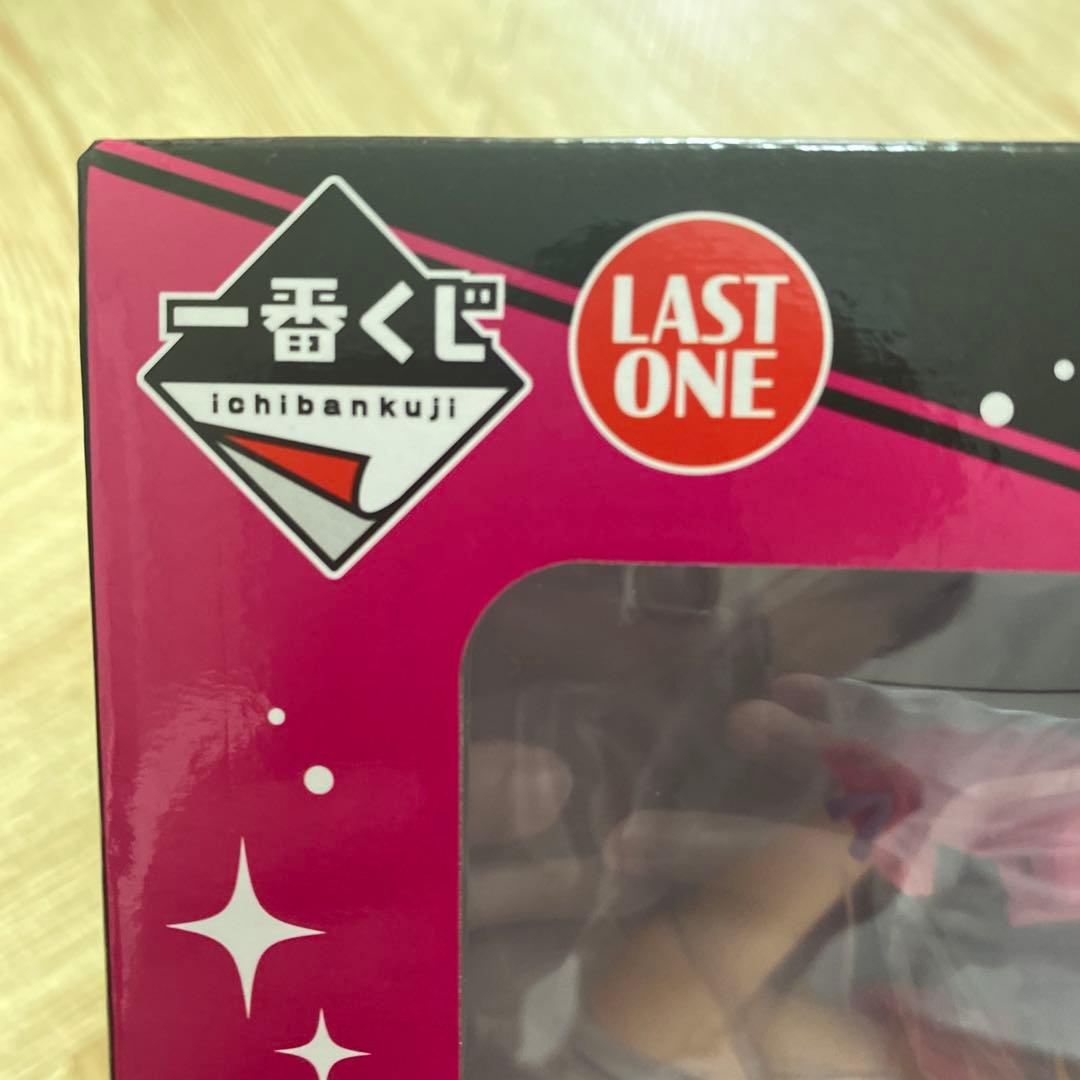 一番くじ
ichibankuji
LAST
ONE